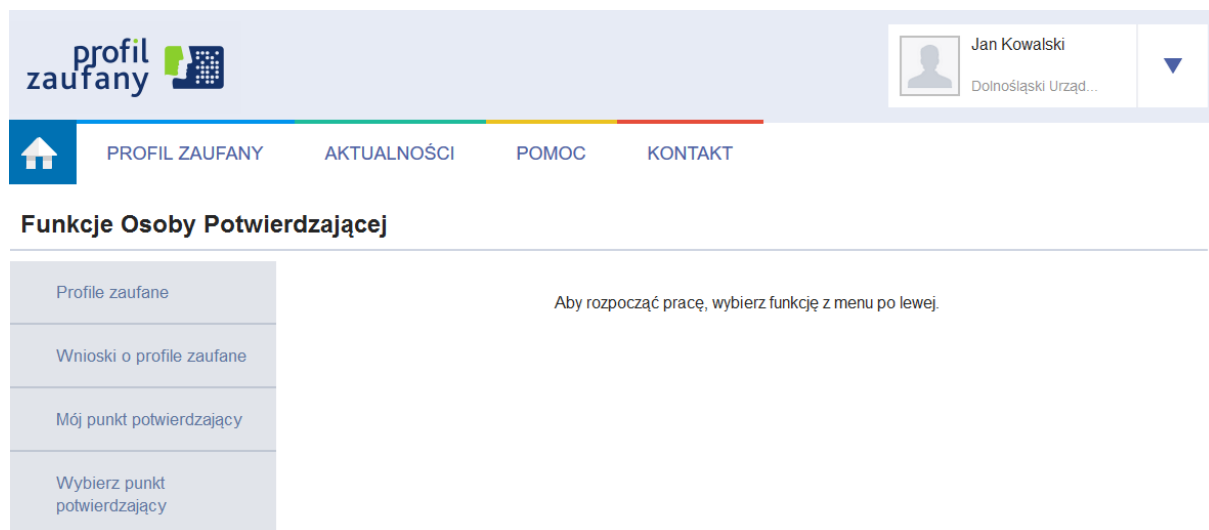 profil
zaufany
Jan Kowalski
Dolnośląski Urząd...
PROFIL ZAUFANY
AKTUALNOŚCI
POMOC
KONTAKT
Funkcje Osoby Potwierdzającej
Profile zaufane
Aby rozpocząć pracę, wybierz funkcję z menu po lewej.
Wnioski o profile zaufane
Mój punkt potwierdzający
Wybierz punkt
potwierdzający